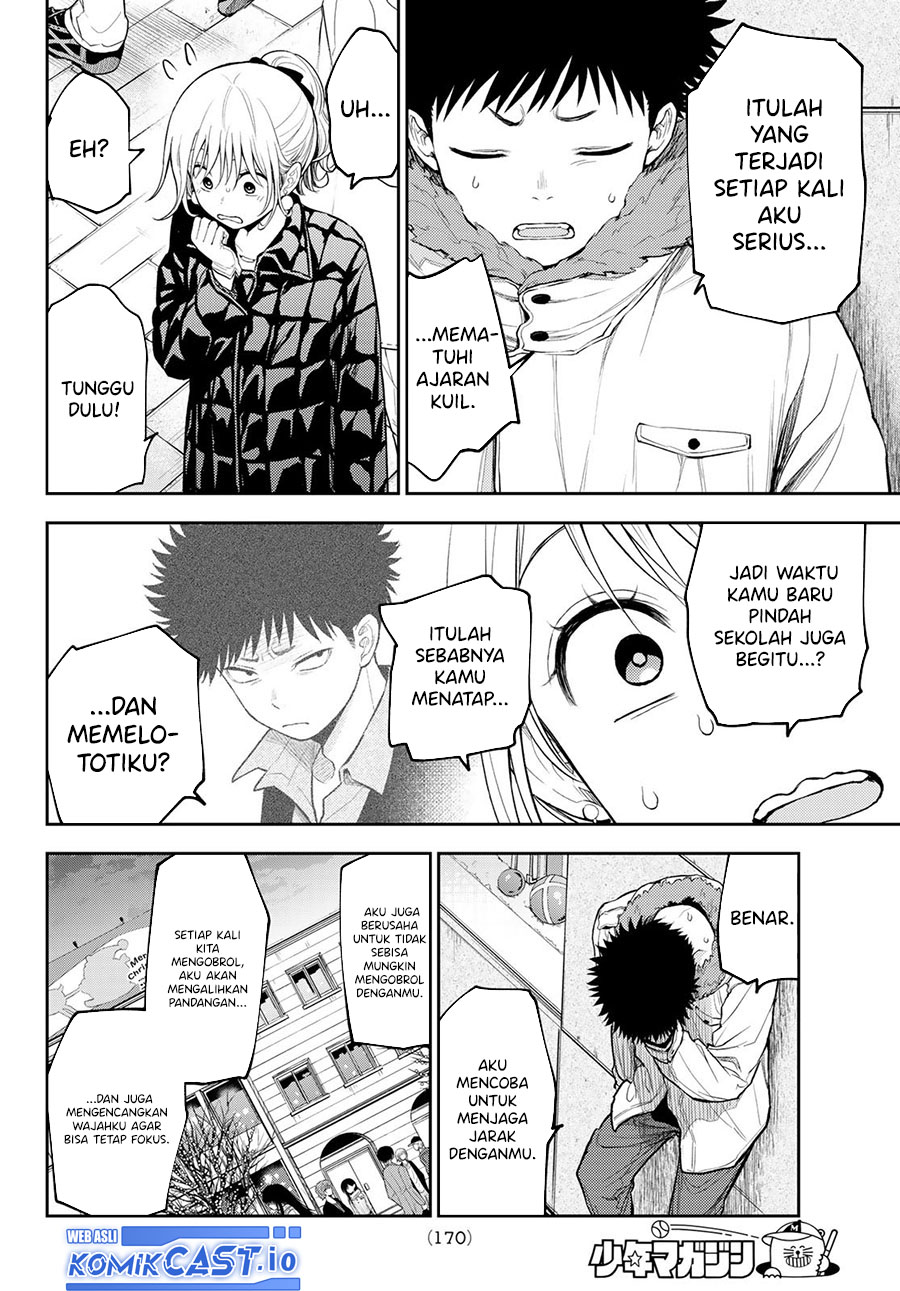 ITULAH
YANG
TERJADI
SETIAP KALI
AKU
SERIUS...
...MEMA-
TUHI
AJARAN
KUIL.
UH...
EH?
TUNGGU
DULU!
JADI WAKTU
KAMU BARU
PINDAH
SEKOLAH JUGA
BEGITU...?
ITULAH
SEBABNYA
KAMU
MENATAP...
...DAN
MEMELO-
TOTIKU?
BENAR.
AKU
MENCOBA
UNTUK
MENJAGA
JARAK
DENGANMU.
AKU JUGA
BERUSAHA
UNTUK TIDAK
SEBISA
MUNGKIN
MENGOBROL
DENGANMU.
SETIAP KALI
KITA
MENGOBROL,
AKU AKAN
MENGALIHKAN
PANDANGAN...
...DAN JUGA
MENGENCANGKAN
WAJAHKU AGAR
BISA TETAP FOKUS.
WEB ASLI
KOMIKCAST.io
(170)
少年マガジン
M